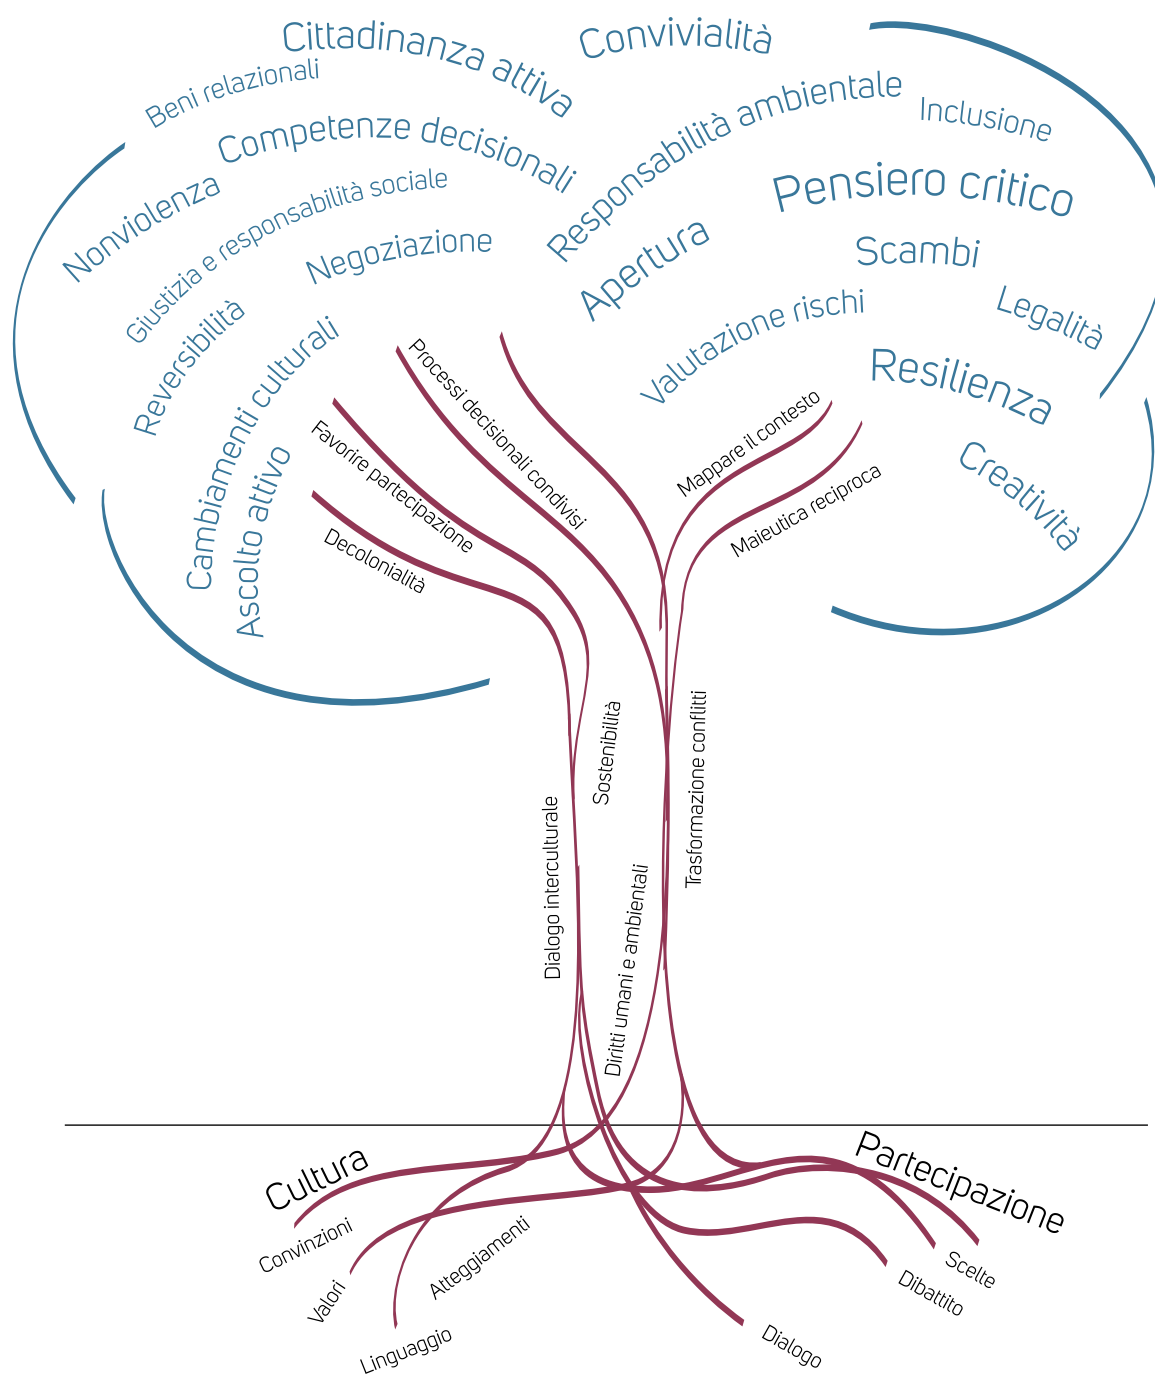 Cittadinanza attiva
Convivialità
Beni relazionali
Responsabilità ambientale
Inclusione
Competenze decisionali
Nonviolenza
Giustizia e responsabilità sociale
Pensiero critico
Negoziazione
Apertura
Scambi
Reversibilità
Valutazione rischi
Legalità
Cambiamenti culturali
Resilienza
Ascolto attivo
Creatività
Processi decisionali condivisi
Favorire partecipazione
Decolonialità
Mappare il contesto
Maieutica reciproca
Sostenibilità
Trasformazione conflitti
Dialogo interculturale
Diritti umani e ambientali
Cultura
Partecipazione
Convinzioni
Valori
Atteggiamenti
Linguaggio
Scelte
Dibattito
Dialogo